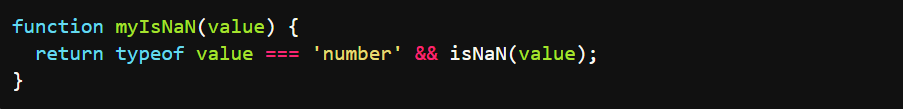 function myIsNaN(value) {
  return typeof value === 'number' && isNaN(value);
}